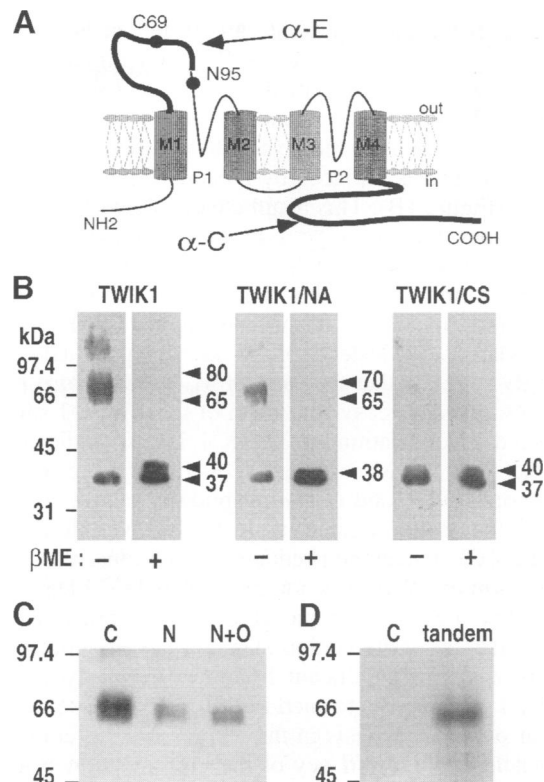 A
C69
α-E
N95
out
M1 M2 M3 M4
P1 P2 in
NH2
α-C
COOH
B TWIK1 TWIK1/NA TWIK1/CS
kDa
97.4
66
45
31
80
65
40
37
70
65
38
40
37
βME : – + – + – +
C C N N+O
97.4
66
45
D C tandem
97.4
66
45